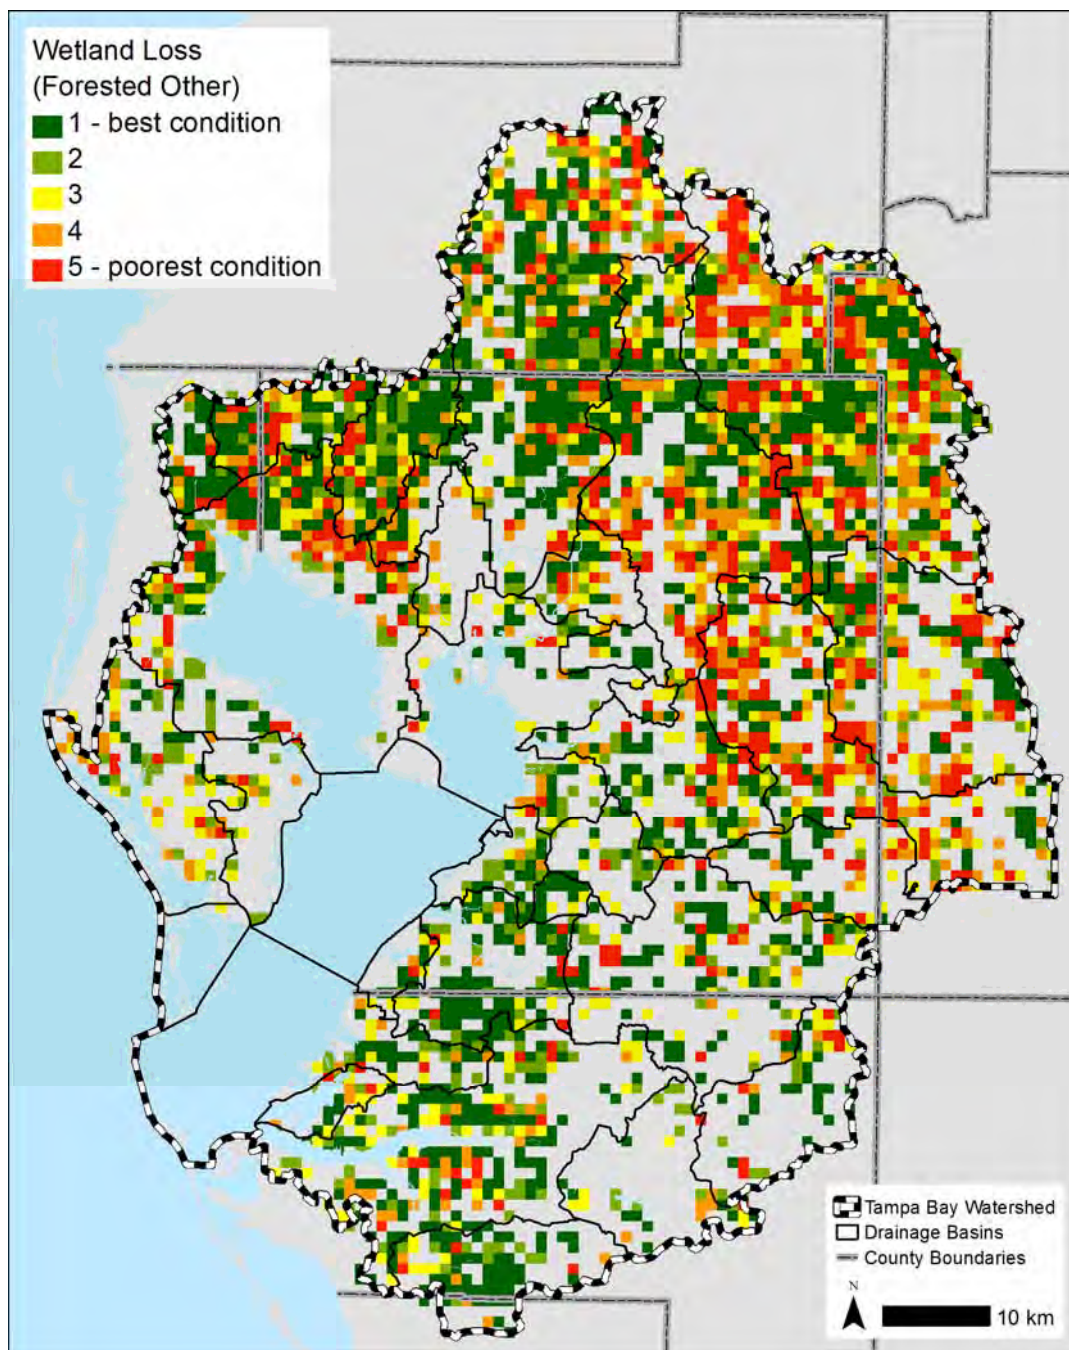 Wetland Loss
(Forested Other)
1 - best condition
2
3
4
5 - poorest condition
Tampa Bay Watershed
Drainage Basins
County Boundaries
N
10 km